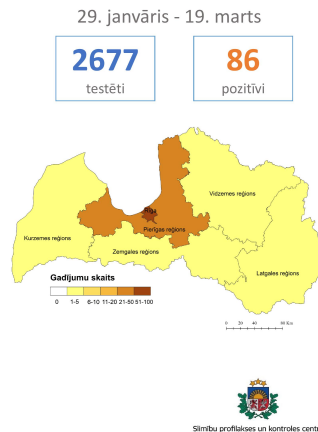 29. janvāris - 19. marts
2677
testēti
86
pozitīvi
Vidzemes reģions
Rīga
Pierīgas reģions
Kurzemes reģions
Zemgales reģions
Latgales reģions
Gadījumu skaits
0 1-5 6-10 11-20 21-50 51-100
0 20 40 80 Km
Slimību profilakses un kontroles centr